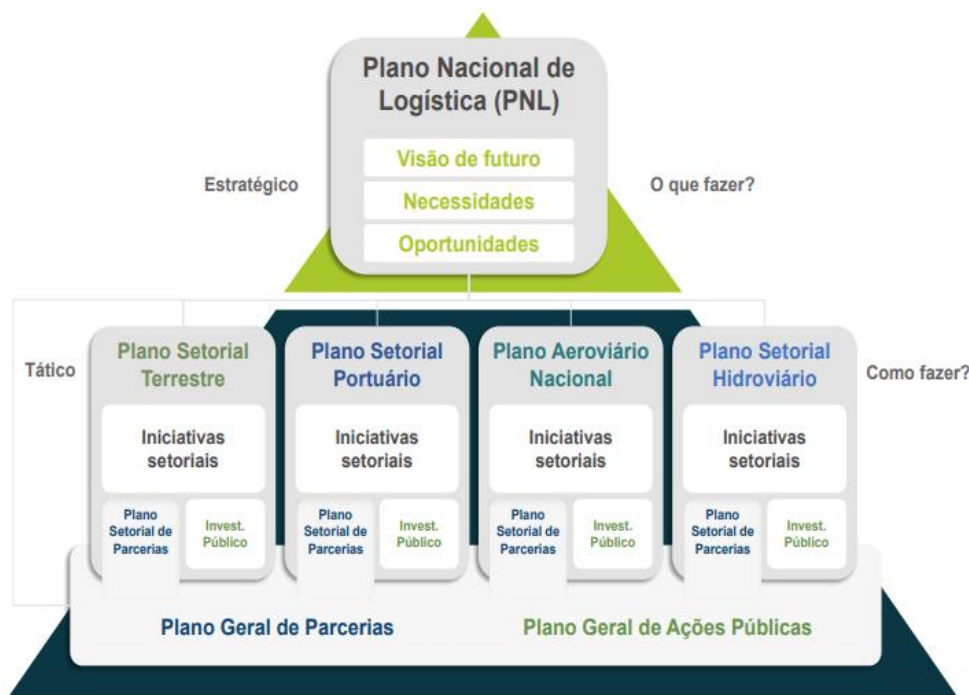 Plano Nacional de
Logística (PNL)
Visão de futuro
Estratégico
O que fazer?
Necessidades
Oportunidades
Tático
Plano Setorial
Terrestre
Plano Setorial
Portuário
Plano Aeroviário
Nacional
Plano Setorial
Hidroviário
Como fazer?
Iniciativas
setoriais
Iniciativas
setoriais
Iniciativas
setoriais
Iniciativas
setoriais
Plano
Setorial de
Parcerias
Invest.
Público
Plano
Setorial de
Parcerias
Invest.
Público
Plano
Setorial de
Parcerias
Invest.
Público
Plano
Setorial de
Parcerias
Invest.
Público
Plano Geral de Parcerias
Plano Geral de Ações Públicas